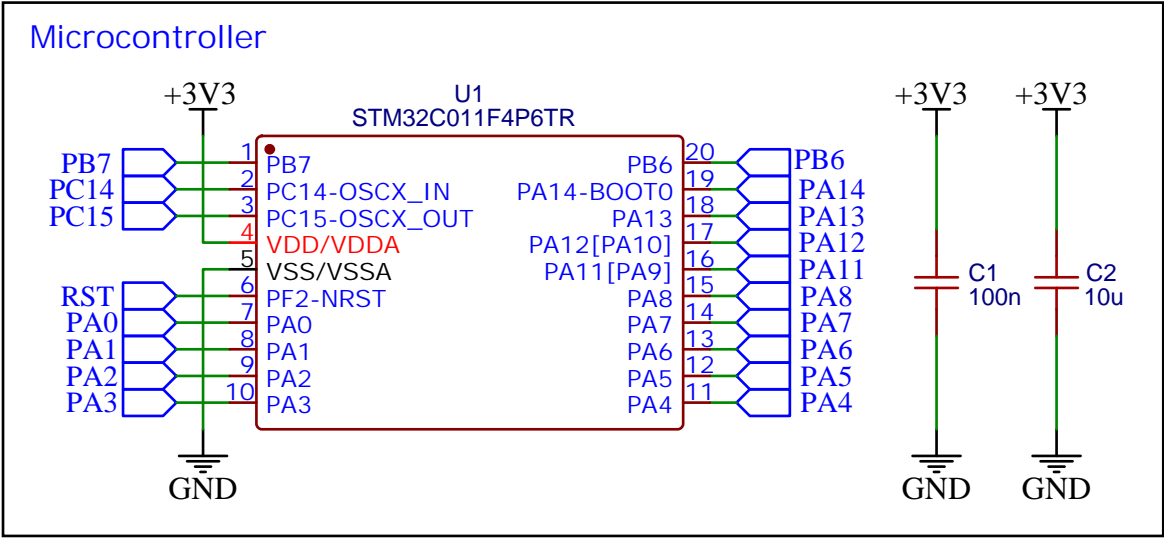 Microcontroller
+3V3
U1
STM32C011F4P6TR
+3V3
+3V3
PB7 1 PB7
PC14 2 PC14-OSCX_IN
PC15 3 PC15-OSCX_OUT
4 VDD/VDDA
5 VSS/VSSA
RST 6 PF2-NRST
PA0 7 PA0
PA1 8 PA1
PA2 9 PA2
PA3 10 PA3
PB6 20 PB6
PA14-BOOT0 19 PA14
PA13 18 PA13
PA12[PA10] 17 PA12
PA11[PA9] 16 PA11
PA8 15 PA8
PA7 14 PA7
PA6 13 PA6
PA5 12 PA5
PA4 11 PA4
C1
100n
C2
10u
GND
GND
GND